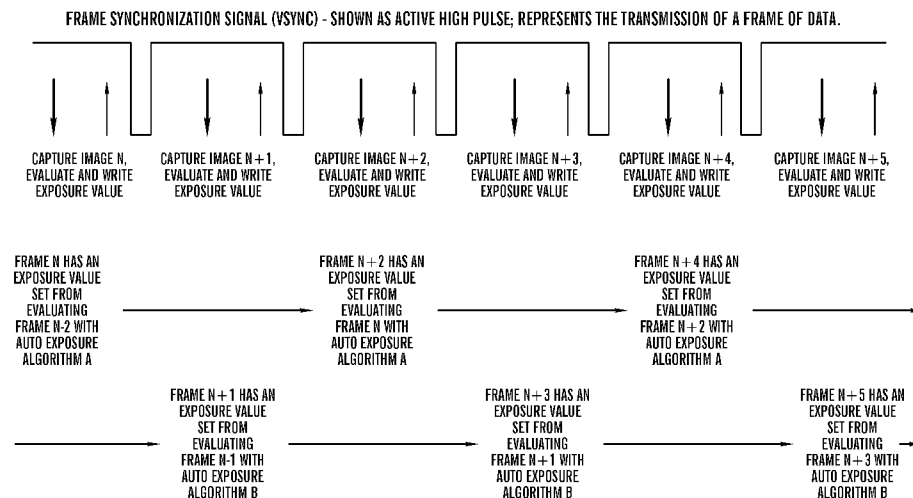 FRAME SYNCHRONIZATION SIGNAL (VSYNC) - SHOWN AS ACTIVE HIGH PULSE; REPRESENTS THE TRANSMISSION OF A FRAME OF DATA.
CAPTURE IMAGE N,
EVALUATE AND WRITE
EXPOSURE VALUE
CAPTURE IMAGE N+1,
EVALUATE AND WRITE
EXPOSURE VALUE
CAPTURE IMAGE N+2,
EVALUATE AND WRITE
EXPOSURE VALUE
CAPTURE IMAGE N+3,
EVALUATE AND WRITE
EXPOSURE VALUE
CAPTURE IMAGE N+4,
EVALUATE AND WRITE
EXPOSURE VALUE
CAPTURE IMAGE N+5,
EVALUATE AND WRITE
EXPOSURE VALUE
FRAME N HAS AN
EXPOSURE VALUE
SET FROM
EVALUATING
FRAME N-2 WITH
AUTO EXPOSURE
ALGORITHM A
FRAME N+2 HAS AN
EXPOSURE VALUE
SET FROM
EVALUATING
FRAME N WITH
AUTO EXPOSURE
ALGORITHM A
FRAME N+4 HAS AN
EXPOSURE VALUE
SET FROM
EVALUATING
FRAME N+2 WITH
AUTO EXPOSURE
ALGORITHM A
FRAME N+1 HAS AN
EXPOSURE VALUE
SET FROM
EVALUATING
FRAME N-1 WITH
AUTO EXPOSURE
ALGORITHM B
FRAME N+3 HAS AN
EXPOSURE VALUE
SET FROM
EVALUATING
FRAME N+1 WITH
AUTO EXPOSURE
ALGORITHM B
FRAME N+5 HAS AN
EXPOSURE VALUE
SET FROM
EVALUATING
FRAME N+3 WITH
AUTO EXPOSURE
ALGORITHM B